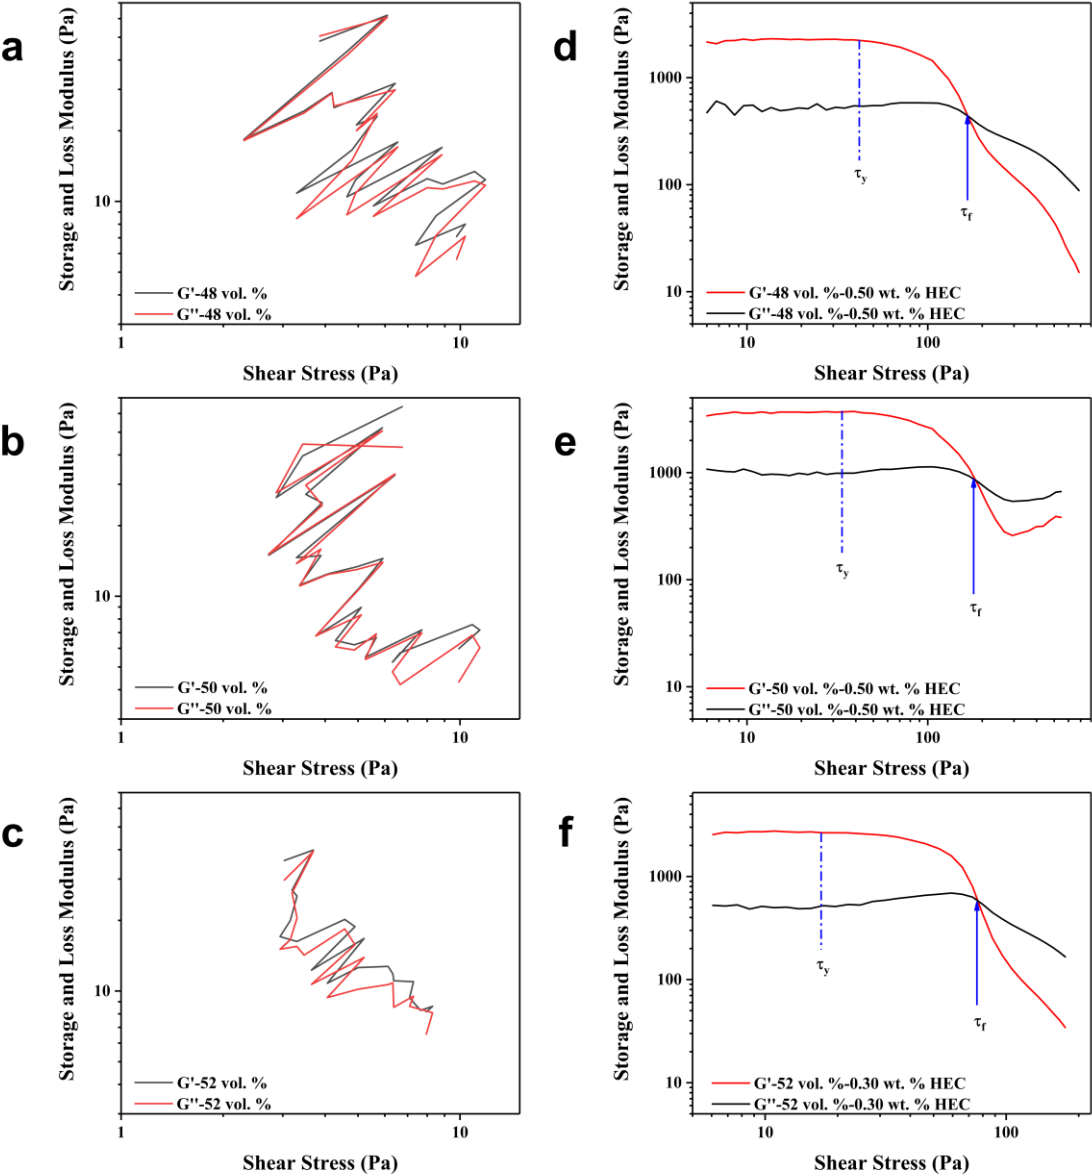 a
Storage and Loss Modulus (Pa)
10
G'-48 vol. %
G''-48 vol. %
1
10
Shear Stress (Pa)
d
Storage and Loss Modulus (Pa)
1000
100
10
τy
τf
G'-48 vol. %-0.50 wt. % HEC
G''-48 vol. %-0.50 wt. % HEC
10
100
Shear Stress (Pa)
b
Storage and Loss Modulus (Pa)
10
G'-50 vol. %
G''-50 vol. %
1
10
Shear Stress (Pa)
e
Storage and Loss Modulus (Pa)
1000
100
10
τy
τf
G'-50 vol. %-0.50 wt. % HEC
G''-50 vol. %-0.50 wt. % HEC
10
100
Shear Stress (Pa)
c
Storage and Loss Modulus (Pa)
10
G'-52 vol. %
G''-52 vol. %
1
10
Shear Stress (Pa)
f
Storage and Loss Modulus (Pa)
1000
100
10
τy
τf
G'-52 vol. %-0.30 wt. % HEC
G''-52 vol. %-0.30 wt. % HEC
10
100
Shear Stress (Pa)